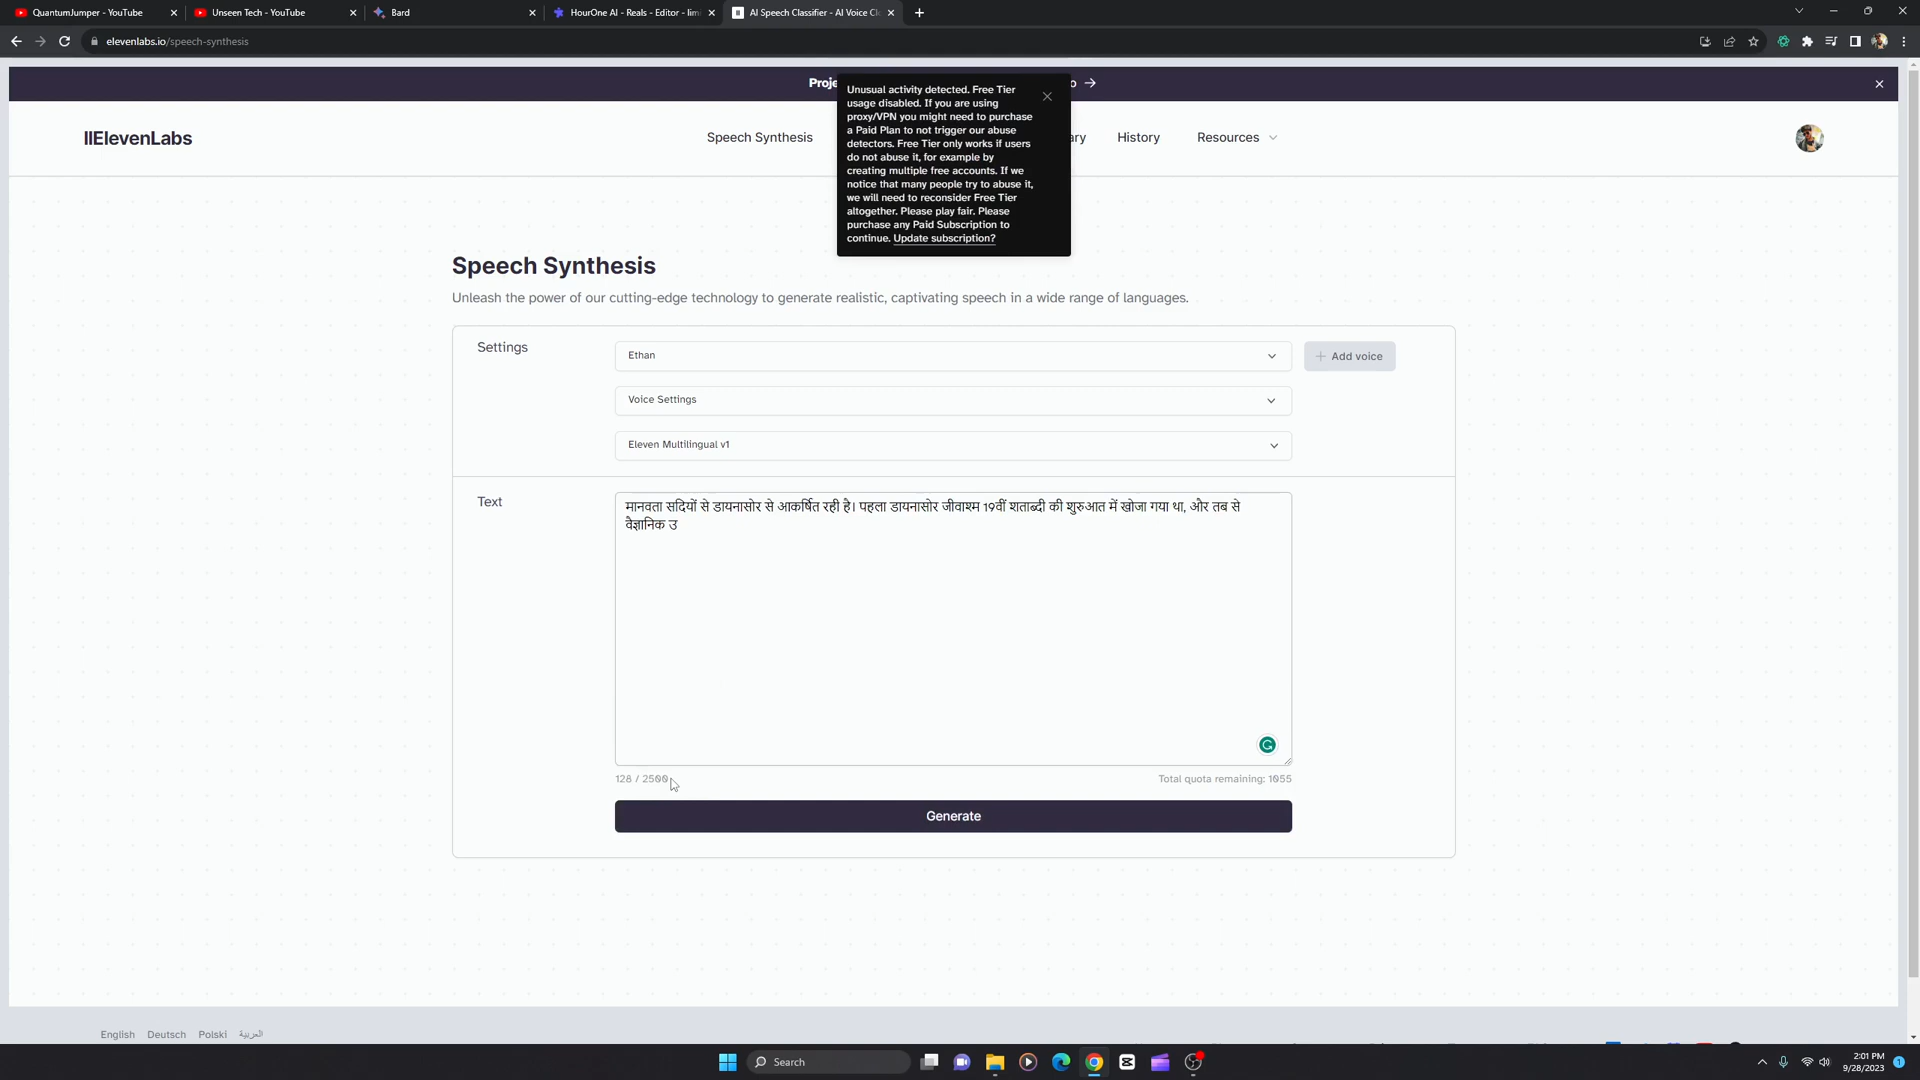 QuantumJumper - YouTube
Unseen Tech - YouTube
Bard
HourOne AI - Reals - Editor - lim
AI Speech Classifier - AI Voice Cl
elevenlabs.io/speech-synthesis
Proje
o →
Unusual activity detected. Free Tier
usage disabled. If you are using
proxy/VPN you might need to purchase
a Paid Plan to not trigger our abuse
detectors. Free Tier only works if users
do not abuse it, for example by
creating multiple free accounts. If we
notice that many people try to abuse it,
we will need to reconsider Free Tier
altogether. Please play fair. Please
purchase any Paid Subscription to
continue. Update subscription?
IIElevenLabs
Speech Synthesis
ary
History
Resources
Speech Synthesis
Unleash the power of our cutting-edge technology to generate realistic, captivating speech in a wide range of languages.
Settings
Ethan
+ Add voice
Voice Settings
Eleven Multilingual v1
Text
मानवता सदियों से डायनासोर से आकर्षित रही है। पहला डायनासोर जीवाश्म 19वीं शताब्दी की शुरुआत में खोजा गया था, और तब से
वैज्ञानिक उ
128 / 2500
Total quota remaining: 1055
Generate
English
Deutsch
Polski
العربية
Search
2:01 PM
9/28/2023
1